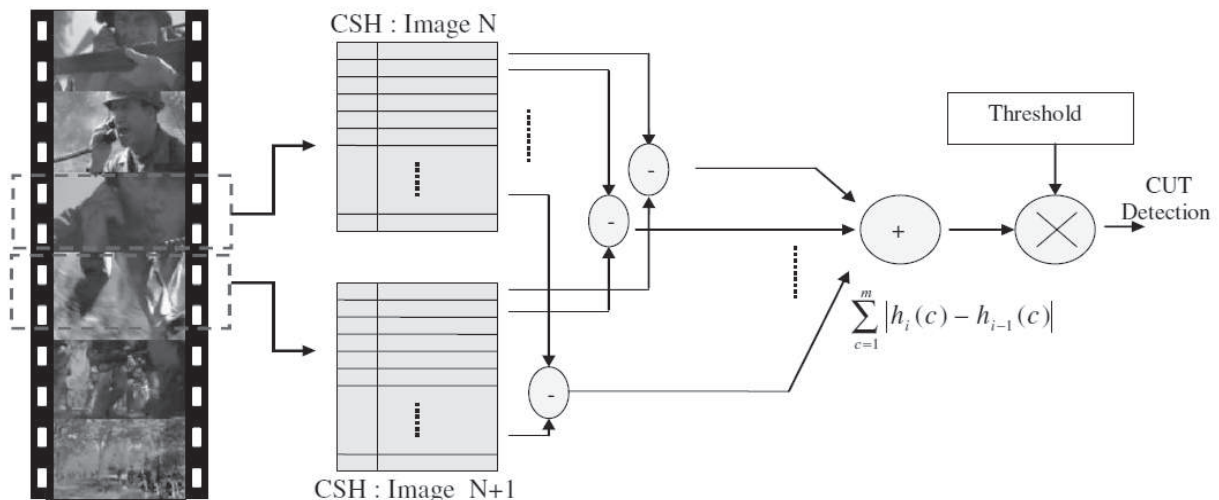 CSH : Image N
Threshold
-
-
CUT
Detection
+
$\sum_{c=1}^{m} |h_i(c) - h_{i-1}(c)|$
-
CSH : Image N+1